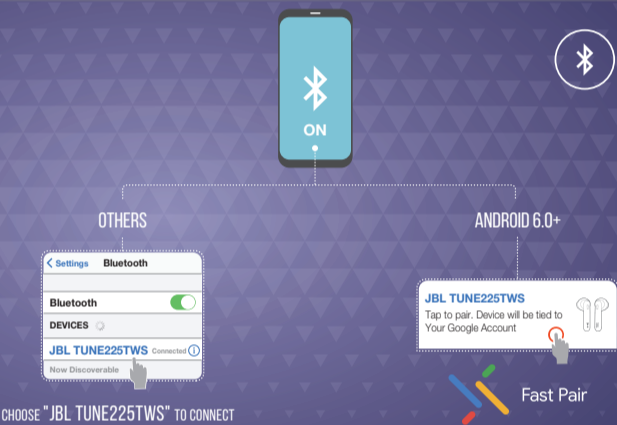 ON
OTHERS
ANDROID 6.0+
Settings Bluetooth
Bluetooth
DEVICES
JBL TUNE225TWS Connected
Now Discoverable
CHOOSE "JBL TUNE225TWS" TO CONNECT
JBL TUNE225TWS
Tap to pair. Device will be tied to
Your Google Account
Fast Pair